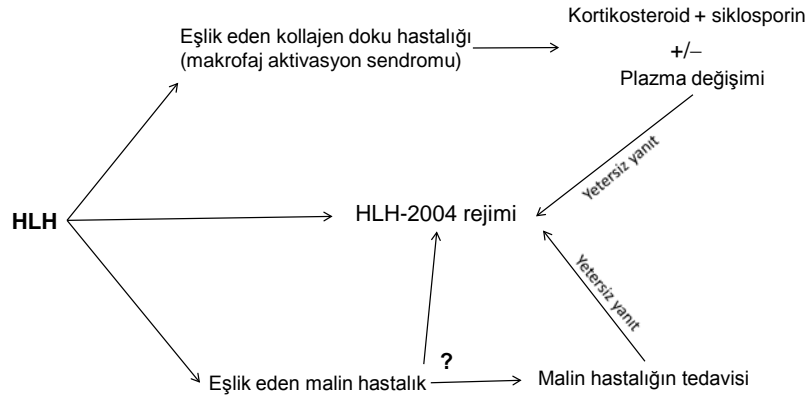 Kortikosteroid + siklosporin
+/–
Plazma değişimi
Eşlik eden kollajen doku hastalığı
(makrofaj aktivasyon sendromu)
Yetersiz yanıt
HLH
HLH-2004 rejimi
Yetersiz yanıt
?
Eşlik eden malin hastalık
Malin hastalığın tedavisi